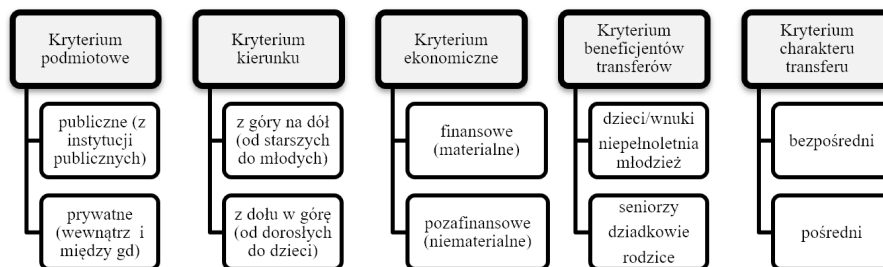 Kryterium
podmiotowe
publiczne (z
instytucji
publicznych)
prywatne
(wewnątrz i
między gd)
Kryterium
kierunku
z góry na dół
(od starszych
do młodych)
z dołu w górę
(od dorosłych
do dzieci)
Kryterium
ekonomiczne
finansowe
(materialne)
pozafinansowe
(niematerialne)
Kryterium
beneficjentów
transferów
dzieci/wnuki
niepełnoletnia
młodzież
seniorzy
dziadkowie
rodzice
Kryterium
charakteru
transferu
bezpośredni
pośredni